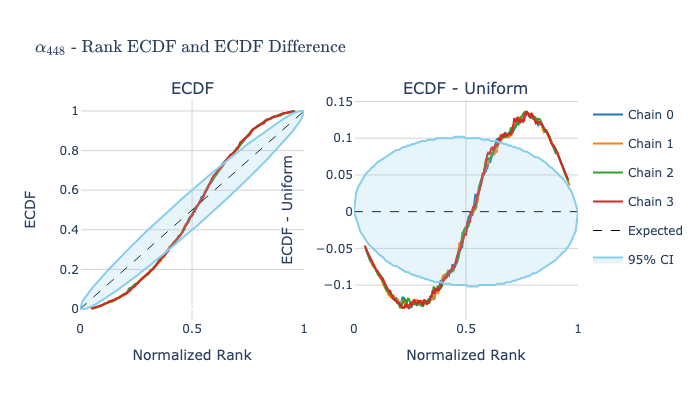 α₄₄₈ - Rank ECDF and ECDF Difference
ECDF
ECDF
1
0.8
0.6
0.4
0.2
0
0
0.5
1
Normalized Rank
ECDF - Uniform
ECDF - Uniform
0.15
0.1
0.05
0
−0.05
−0.1
0
0.5
1
Normalized Rank
Chain 0
Chain 1
Chain 2
Chain 3
Expected
95% CI